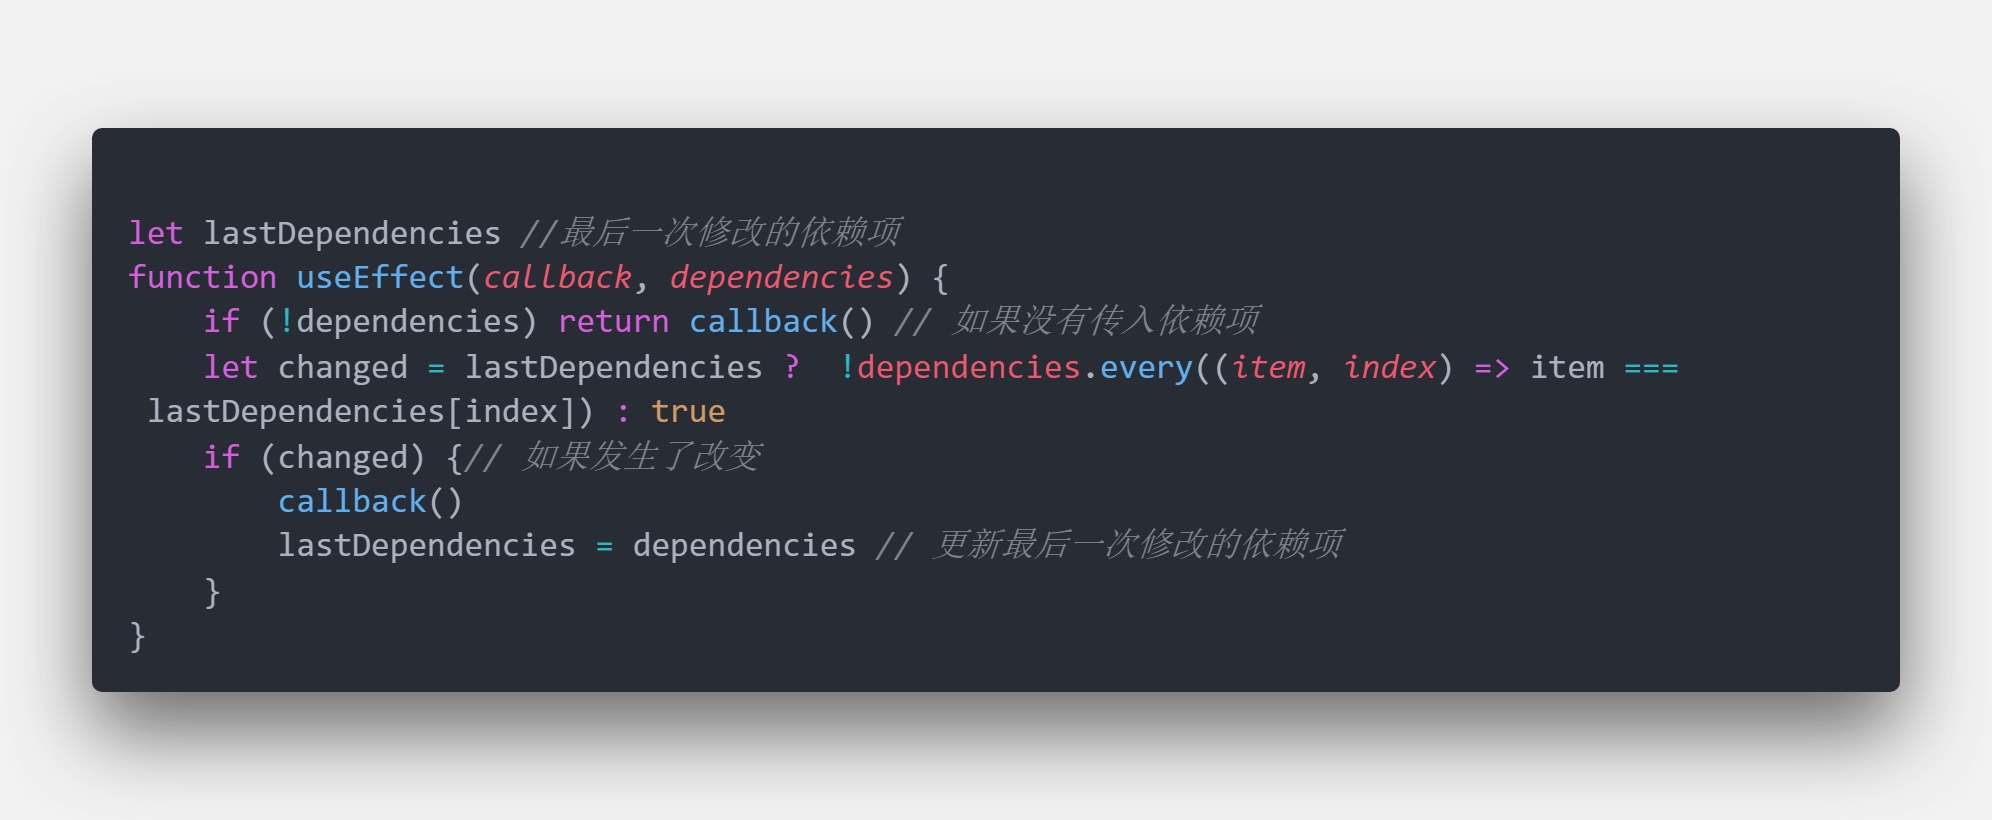 let lastDependencies //最后一次修改的依赖项
function useEffect(callback, dependencies) {
    if (!dependencies) return callback() // 如果没有传入依赖项
    let changed = lastDependencies ?  !dependencies.every((item, index) => item ===
 lastDependencies[index]) : true
    if (changed) {// 如果发生了改变
        callback()
        lastDependencies = dependencies // 更新最后一次修改的依赖项
    }
}